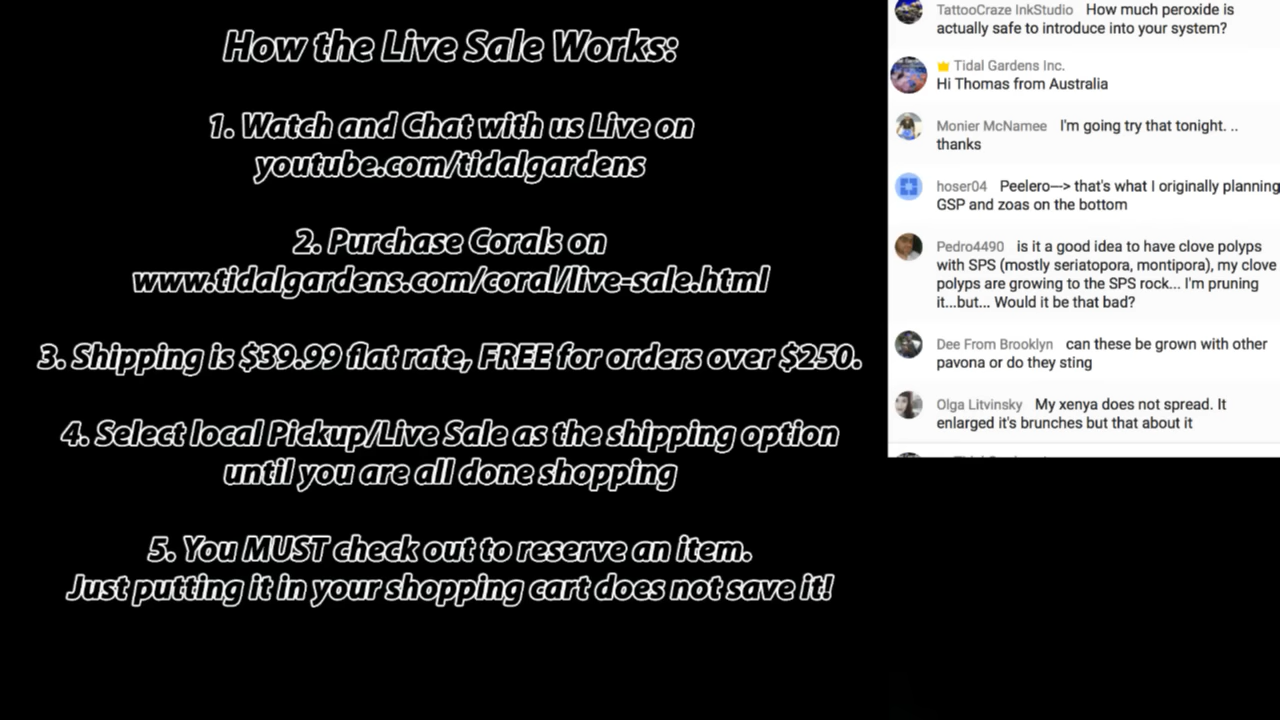 How the Live Sale Works:
1. Watch and Chat with us Live on
youtube.com/tidalgardens
2. Purchase Corals on
www.tidalgardens.com/coral/live-sale.html
3. Shipping is $39.99 flat rate, FREE for orders over $250.
4. Select local Pickup/Live Sale as the shipping option
until you are all done shopping
5. You MUST check out to reserve an item.
Just putting it in your shopping cart does not save it!
TattooCraze InkStudio How much peroxide is
actually safe to introduce into your system?
Tidal Gardens Inc.
Hi Thomas from Australia
Monier McNamee I'm going try that tonight. ..
thanks
hoser04 Peelero---> that's what I originally planning
GSP and zoas on the bottom
Pedro4490 is it a good idea to have clove polyps
with SPS (mostly seriatopora, montipora), my clove
polyps are growing to the SPS rock... I'm pruning
it...but... Would it be that bad?
Dee From Brooklyn can these be grown with other
pavona or do they sting
Olga Litvinsky My xenya does not spread. It
enlarged it's brunches but that about it